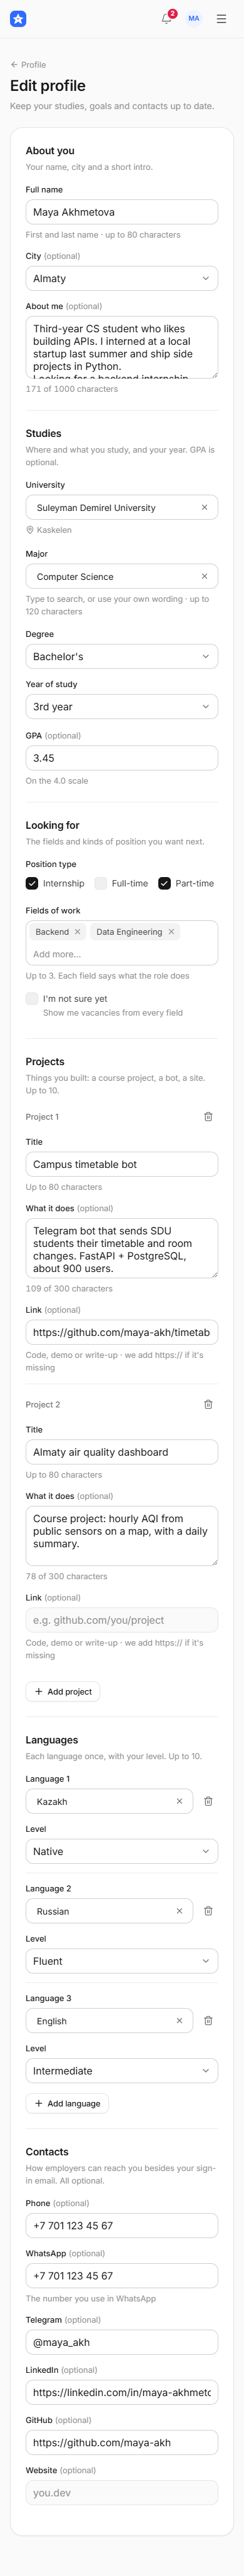 2
MA
← Profile
Edit profile
Keep your studies, goals and contacts up to date.
About you
Your name, city and a short intro.
Full name
Maya Akhmetova
First and last name · up to 80 characters
City (optional)
Almaty
About me (optional)
Third-year CS student who likes
building APIs. I interned at a local
startup last summer and ship side
projects in Python.
Looking for a backend internship
171 of 1000 characters
Studies
Where and what you study, and your year. GPA is
optional.
University
Suleyman Demirel University
Kaskelen
Major
Computer Science
Type to search, or use your own wording · up to
120 characters
Degree
Bachelor's
Year of study
3rd year
GPA (optional)
3.45
On the 4.0 scale
Looking for
The fields and kinds of position you want next.
Position type
Internship Full-time Part-time
Fields of work
Backend × Data Engineering ×
Add more...
Up to 3. Each field says what the role does
I'm not sure yet
Show me vacancies from every field
Projects
Things you built: a course project, a bot, a site.
Up to 10.
Project 1
Title
Campus timetable bot
Up to 80 characters
What it does (optional)
Telegram bot that sends SDU
students their timetable and room
changes. FastAPI + PostgreSQL,
about 900 users.
109 of 300 characters
Link (optional)
https://github.com/maya-akh/timetab
Code, demo or write-up · we add https:// if it's
missing
Project 2
Title
Almaty air quality dashboard
Up to 80 characters
What it does (optional)
Course project: hourly AQI from
public sensors on a map, with a daily
summary.
78 of 300 characters
Link (optional)
e.g. github.com/you/project
Code, demo or write-up · we add https:// if it's
missing
+ Add project
Languages
Each language once, with your level. Up to 10.
Language 1
Kazakh
Level
Native
Language 2
Russian
Level
Fluent
Language 3
English
Level
Intermediate
+ Add language
Contacts
How employers can reach you besides your sign-
in email. All optional.
Phone (optional)
+7 701 123 45 67
WhatsApp (optional)
+7 701 123 45 67
The number you use in WhatsApp
Telegram (optional)
@maya_akh
LinkedIn (optional)
https://linkedin.com/in/maya-akhmetc
GitHub (optional)
https://github.com/maya-akh
Website (optional)
you.dev